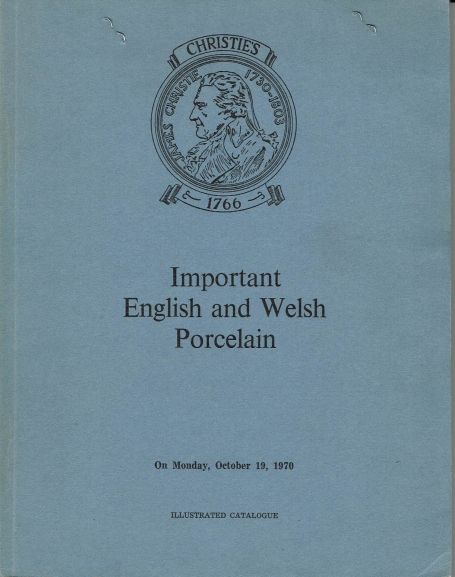 CHRISTIE'S
JAMES CHRISTIE 1730-1803
1766
Important
English and Welsh
Porcelain
On Monday, October 19, 1970
ILLUSTRATED CATALOGUE